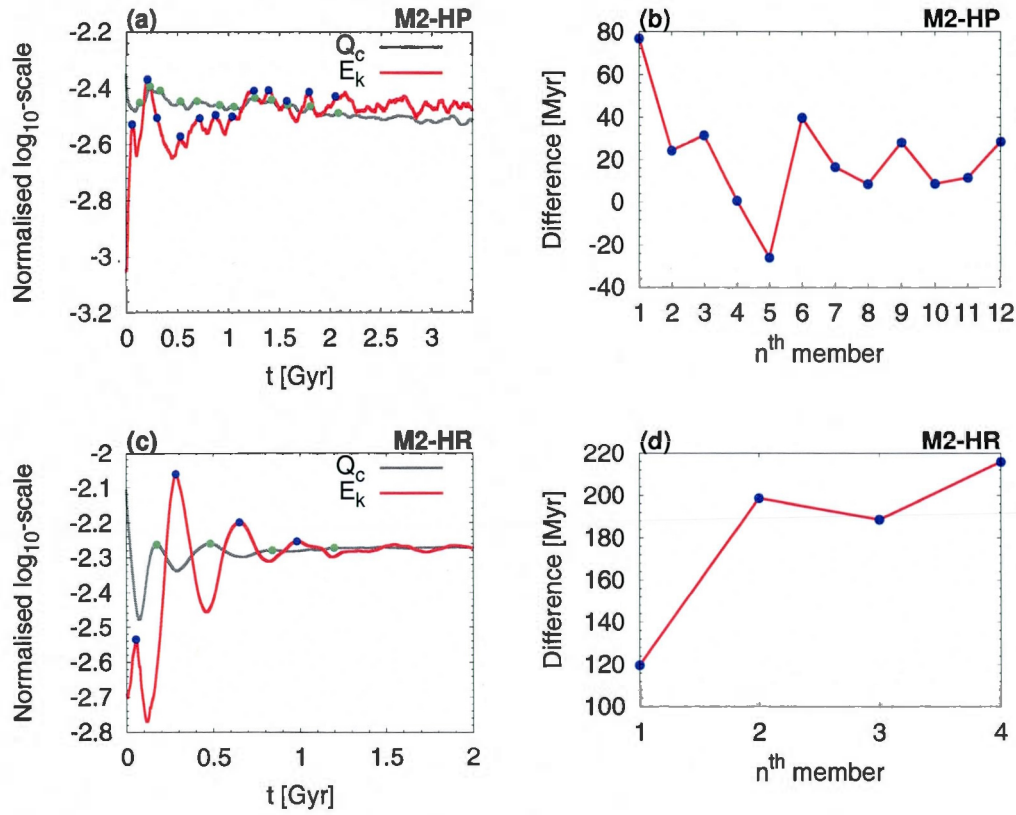 (a) M2-HP
-2.2
-2.4
-2.6
-2.8
-3
-3.2
Normalised log10-scale
Qc
Ek
0 0.5 1 1.5 2 2.5 3
t [Gyr]
(b) M2-HP
80
60
40
20
0
-20
-40
Difference [Myr]
1 2 3 4 5 6 7 8 9 10 11 12
nth member
(c) M2-HR
-2
-2.1
-2.2
-2.3
-2.4
-2.5
-2.6
-2.7
-2.8
Normalised log10-scale
Qc
Ek
0 0.5 1 1.5 2
t [Gyr]
(d) M2-HR
220
200
180
160
140
120
100
Difference [Myr]
1 2 3 4
nth member